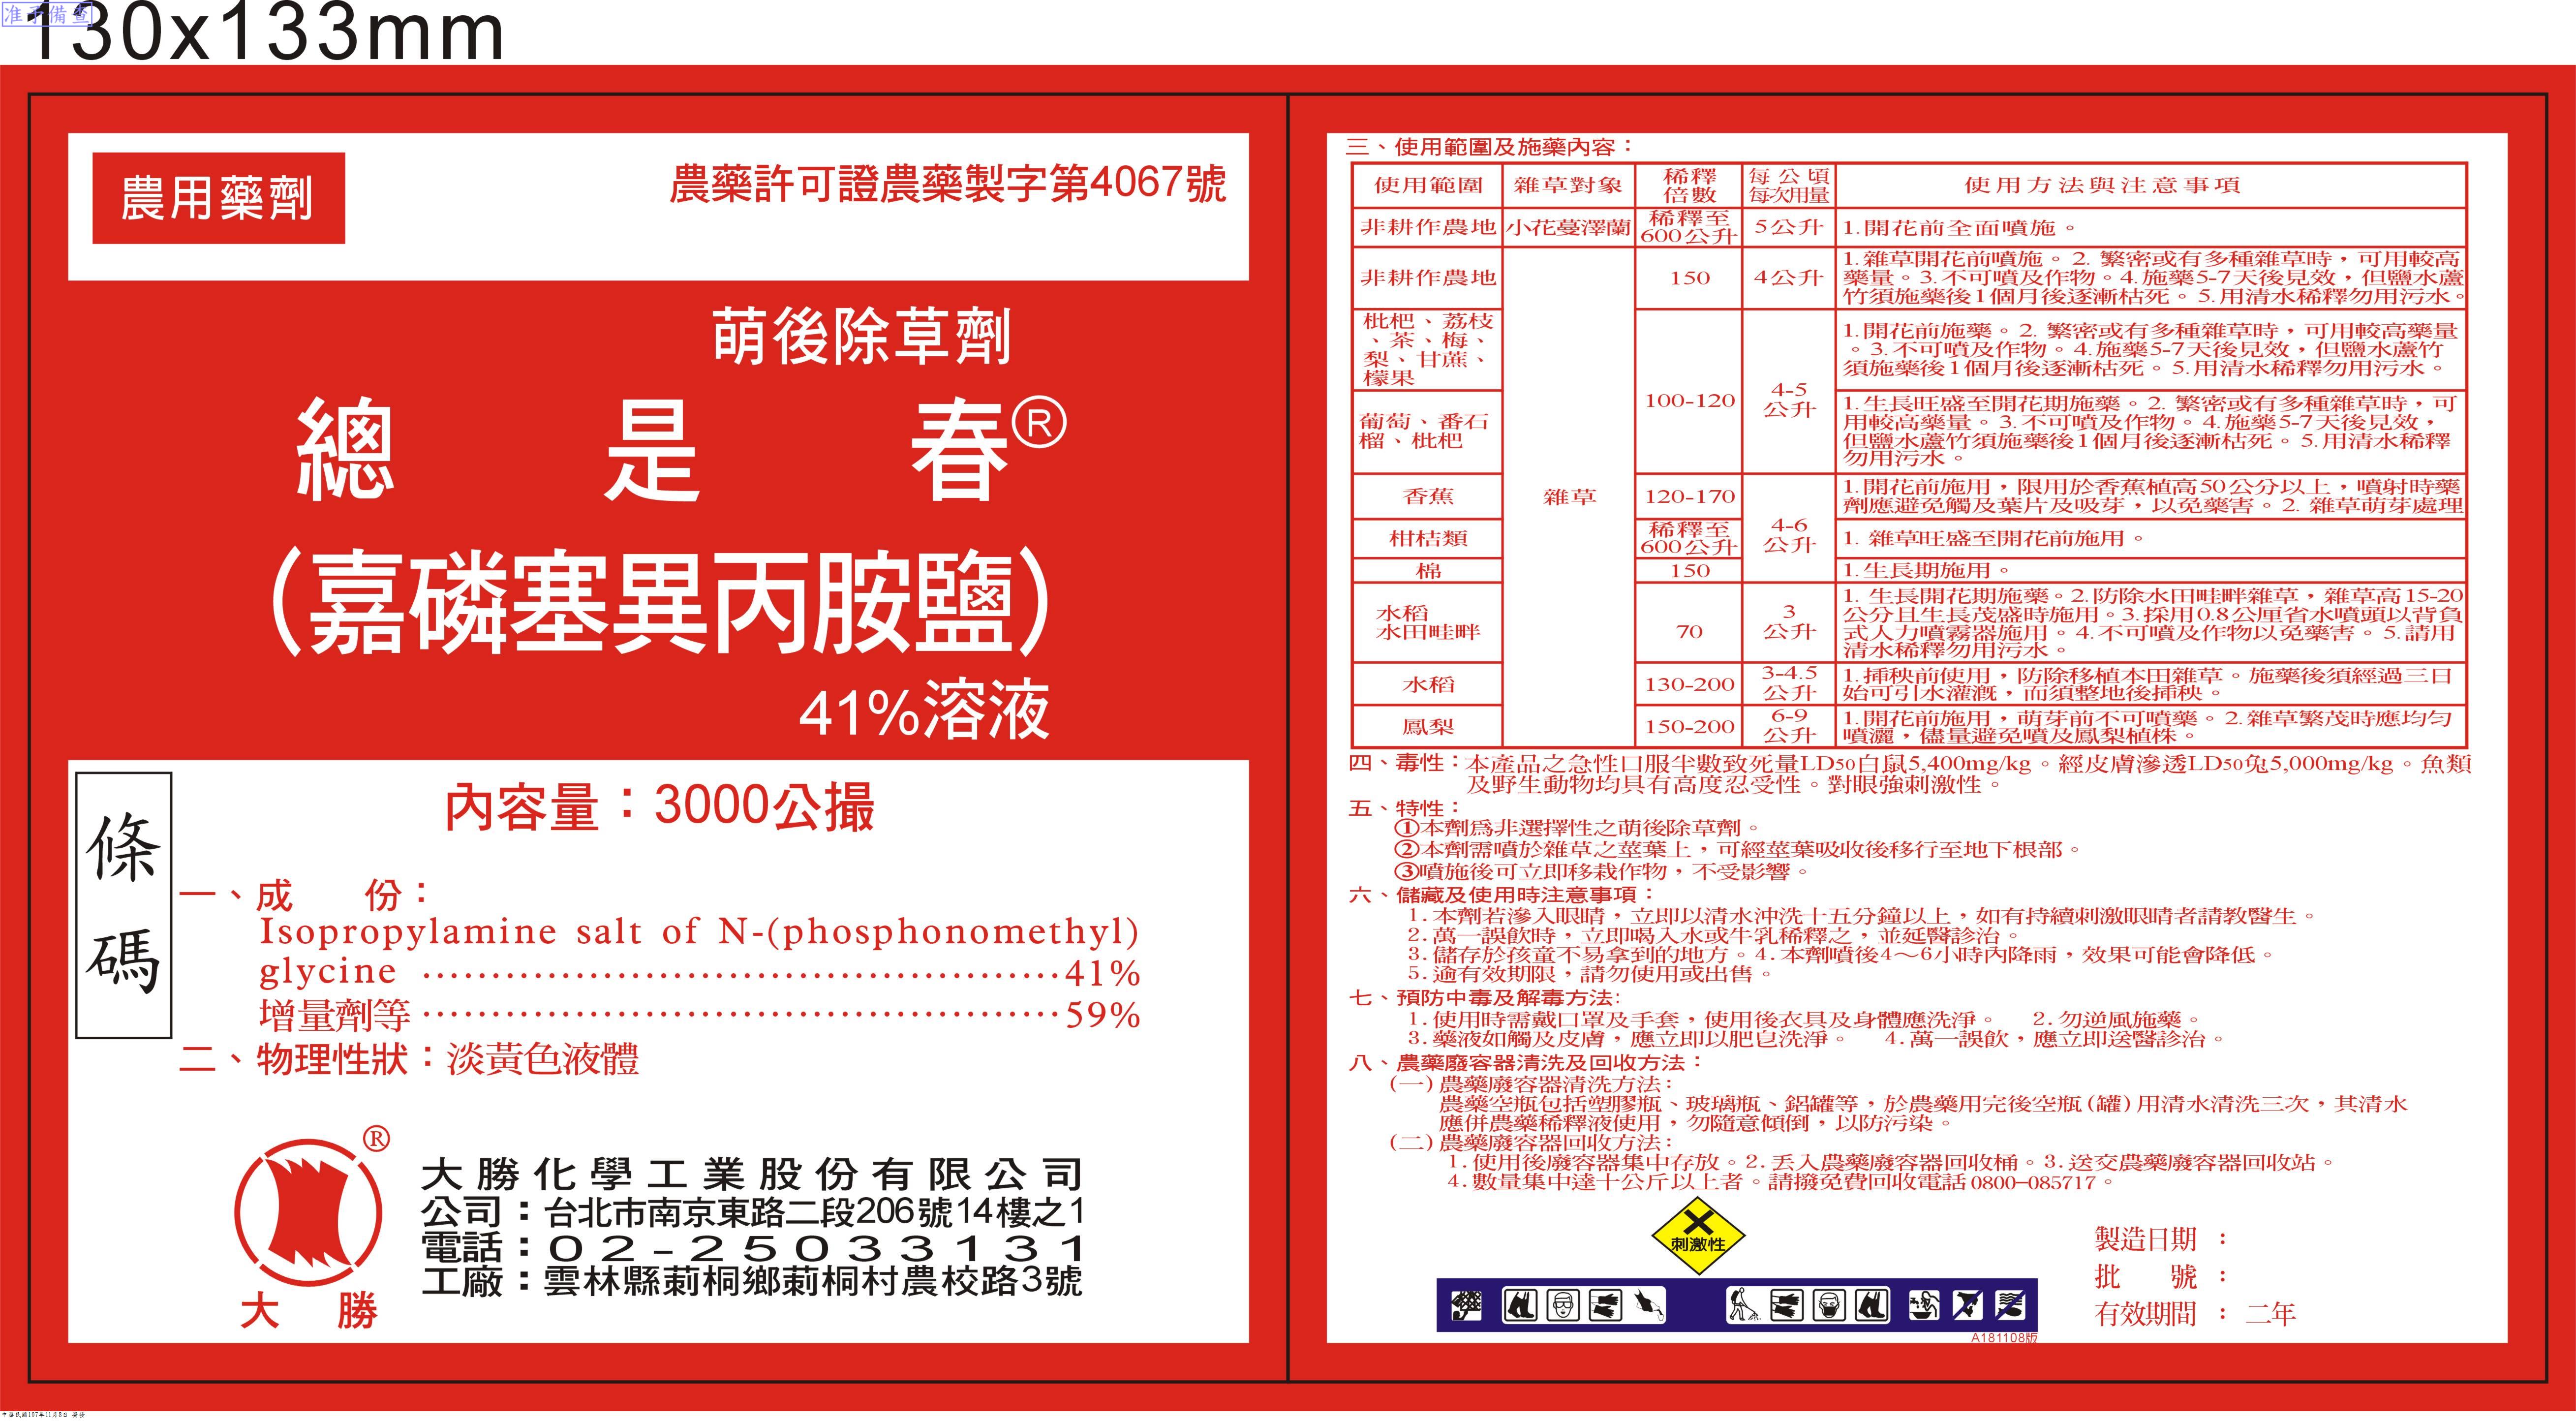 准予備查
130x133mm
農用藥劑
農藥許可證農藥製字第4067號
萌後除草劑
總 是 春®
(嘉磷塞異丙胺鹽)
41%溶液
條碼
內容量：3000公撮
一、成 份：
Isopropylamine salt of N-(phosphonomethyl)
glycine ……………………………………41%
增量劑等……………………………………59%
二、物理性狀：淡黃色液體
®
大 勝
大勝化學工業股份有限公司
公司：台北市南京東路二段206號14樓之1
電話：02-25033131
工廠：雲林縣莿桐鄉莿桐村農校路3號
三、使用範圍及施藥內容：
使用範圍 雜草對象 稀釋倍數 每公頃每次用量 使用方法與注意事項
非耕作農地 小花蔓澤蘭 稀釋至600公升 5公升 1.開花前全面噴施。
非耕作農地 雜草 150 4公升 1.雜草開花前噴施。2. 繁密或有多種雜草時，可用較高
藥量。3.不可噴及作物。4.施藥5-7天後見效，但鹽水蘆
竹須施藥後1個月後逐漸枯死。5.用清水稀釋勿用污水。
枇杷、荔枝
、茶、梅、
梨、甘蔗、
檬果
100-120 4-5公升
1.開花前施藥。2. 繁密或有多種雜草時，可用較高藥量
。3.不可噴及作物。4.施藥5-7天後見效，但鹽水蘆竹
須施藥後1個月後逐漸枯死。5.用清水稀釋勿用污水。
葡萄、番石
榴、枇杷
1.生長旺盛至開花期施藥。2. 繁密或有多種雜草時，可
用較高藥量。3.不可噴及作物。4.施藥5-7天後見效，
但鹽水蘆竹須施藥後1個月後逐漸枯死。5.用清水稀釋
勿用污水。
香蕉 120-170 4-6公升 1.開花前施用，限用於香蕉植高50公分以上，噴射時藥
劑應避免觸及葉片及吸芽，以免藥害。2. 雜草萌芽處理
柑桔類 稀釋至600公升 1. 雜草旺盛至開花前施用。
棉 150 1.生長期施用。
水稻
水田畦畔
70 3公升
1. 生長開花期施藥。2.防除水田畦畔雜草，雜草高15-20
公分且生長茂盛時施用。3.採用0.8公厘省水噴頭以背負
式人力噴霧器施用。4.不可噴及作物以免藥害。5.請用
清水稀釋勿用污水。
水稻 130-200 3-4.5公升 1.插秧前使用，防除移植本田雜草。施藥後須經過三日
始可引水灌溉，而須整地後插秧。
鳳梨 150-200 6-9公升 1.開花前施用，萌芽前不可噴藥。2.雜草繁茂時應均勻
噴灑，儘量避免噴及鳳梨植株。
四、毒性：本產品之急性口服半數致死量LD50白鼠5,400mg/kg。經皮膚滲透LD50兔5,000mg/kg。魚類
及野生動物均具有高度忍受性。對眼強刺激性。
五、特性：
①本劑為非選擇性之萌後除草劑。
②本劑需噴於雜草之莖葉上，可經莖葉吸收後移行至地下根部。
③噴施後可立即移栽作物，不受影響。
六、儲藏及使用時注意事項：
1.本劑若滲入眼睛，立即以清水沖洗十五分鐘以上，如有持續刺激眼睛者請教醫生。
2.萬一誤飲時，立即喝入水或牛乳稀釋之，並延醫診治。
3.儲存於孩童不易拿到的地方。4.本劑噴後4～6小時內降雨，效果可能會降低。
5.逾有效期限，請勿使用或出售。
七、預防中毒及解毒方法:
1.使用時需戴口罩及手套，使用後衣具及身體應洗淨。 2.勿逆風施藥。
3.藥液如觸及皮膚，應立即以肥皂洗淨。 4.萬一誤飲，應立即送醫診治。
八、農藥廢容器清洗及回收方法：
(一)農藥廢容器清洗方法：
農藥空瓶包括塑膠瓶、玻璃瓶、鋁罐等，於農藥用完後空瓶(罐)用清水清洗三次，其清水
應併農藥稀釋液使用，勿隨意傾倒，以防污染。
(二)農藥廢容器回收方法：
1.使用後廢容器集中存放。2.丟入農藥廢容器回收桶。3.送交農藥廢容器回收站。
4.數量集中達十公斤以上者。請撥免費回收電話0800-085717。
刺激性
製造日期 ：
批 號 ：
有效期間 ： 二年
A181108版
中華民國107年11月8日 簽發